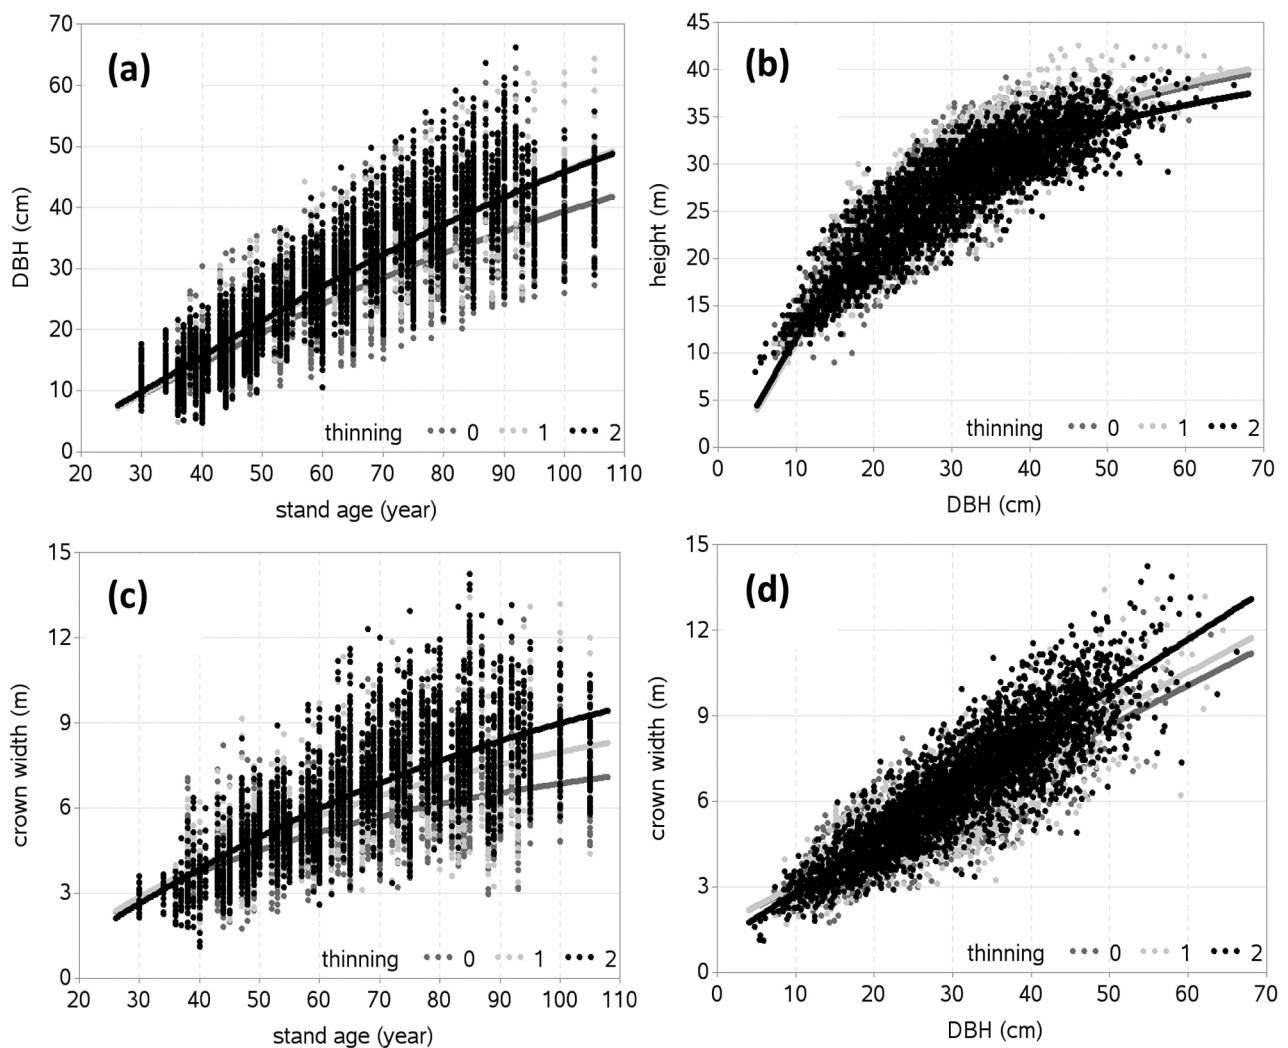 (a)
70
60
50
40
30
20
10
0
DBH (cm)
thinning 0 1 2
20 30 40 50 60 70 80 90 100 110
stand age (year)
(b)
45
40
35
30
25
20
15
10
5
0
height (m)
thinning 0 1 2
0 10 20 30 40 50 60 70
DBH (cm)
(c)
15
12
9
6
3
0
crown width (m)
thinning 0 1 2
20 30 40 50 60 70 80 90 100 110
stand age (year)
(d)
15
12
9
6
3
0
crown width (m)
thinning 0 1 2
0 10 20 30 40 50 60 70
DBH (cm)